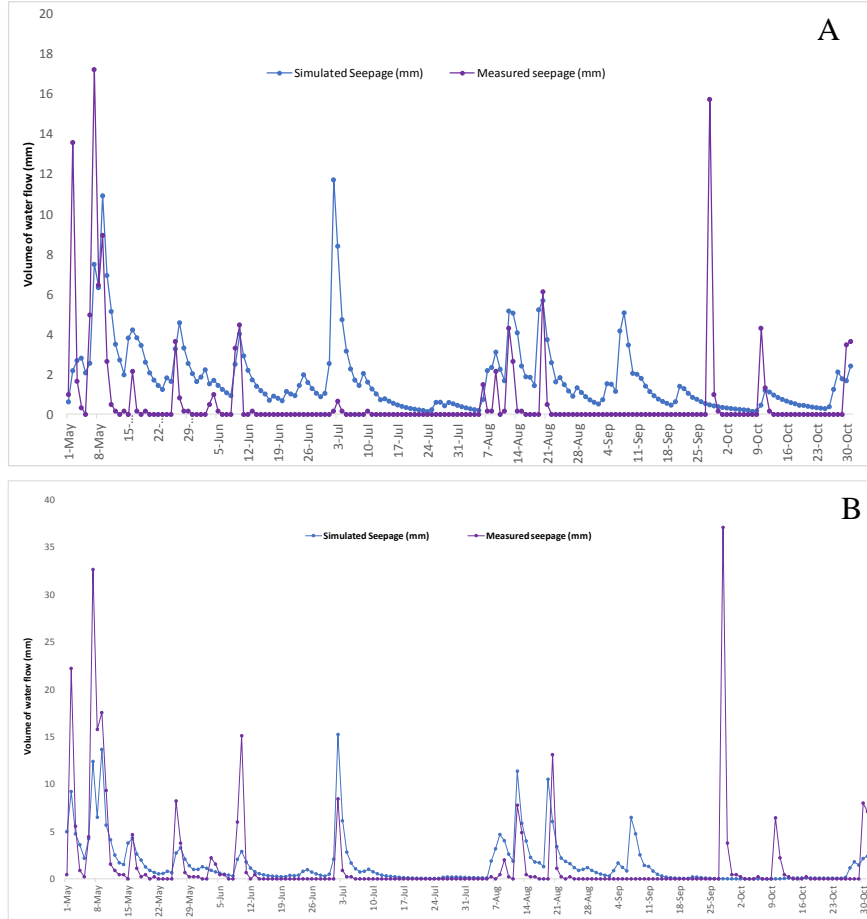 A
20
18
16
14
12
10
8
6
4
2
0
Volume of water flow (mm)
Simulated Seepage (mm) Measured seepage (mm)
1-May 8-May 15-... 22-... 29-... 5-Jun 12-Jun 19-Jun 26-Jun 3-Jul 10-Jul 17-Jul 24-Jul 31-Jul 7-Aug 14-Aug 21-Aug 28-Aug 4-Sep 11-Sep 18-Sep 25-Sep 2-Oct 9-Oct 16-Oct 23-Oct 30-Oct
B
40
35
30
25
20
15
10
5
0
Volume of water flow (mm)
Simulated Seepage (mm) Measured seepage (mm)
1-May 8-May 15-May 22-May 29-May 5-Jun 12-Jun 19-Jun 26-Jun 3-Jul 10-Jul 17-Jul 24-Jul 31-Jul 7-Aug 14-Aug 21-Aug 28-Aug 4-Sep 11-Sep 18-Sep 25-Sep 2-Oct 9-Oct 16-Oct 23-Oct 30-Oct